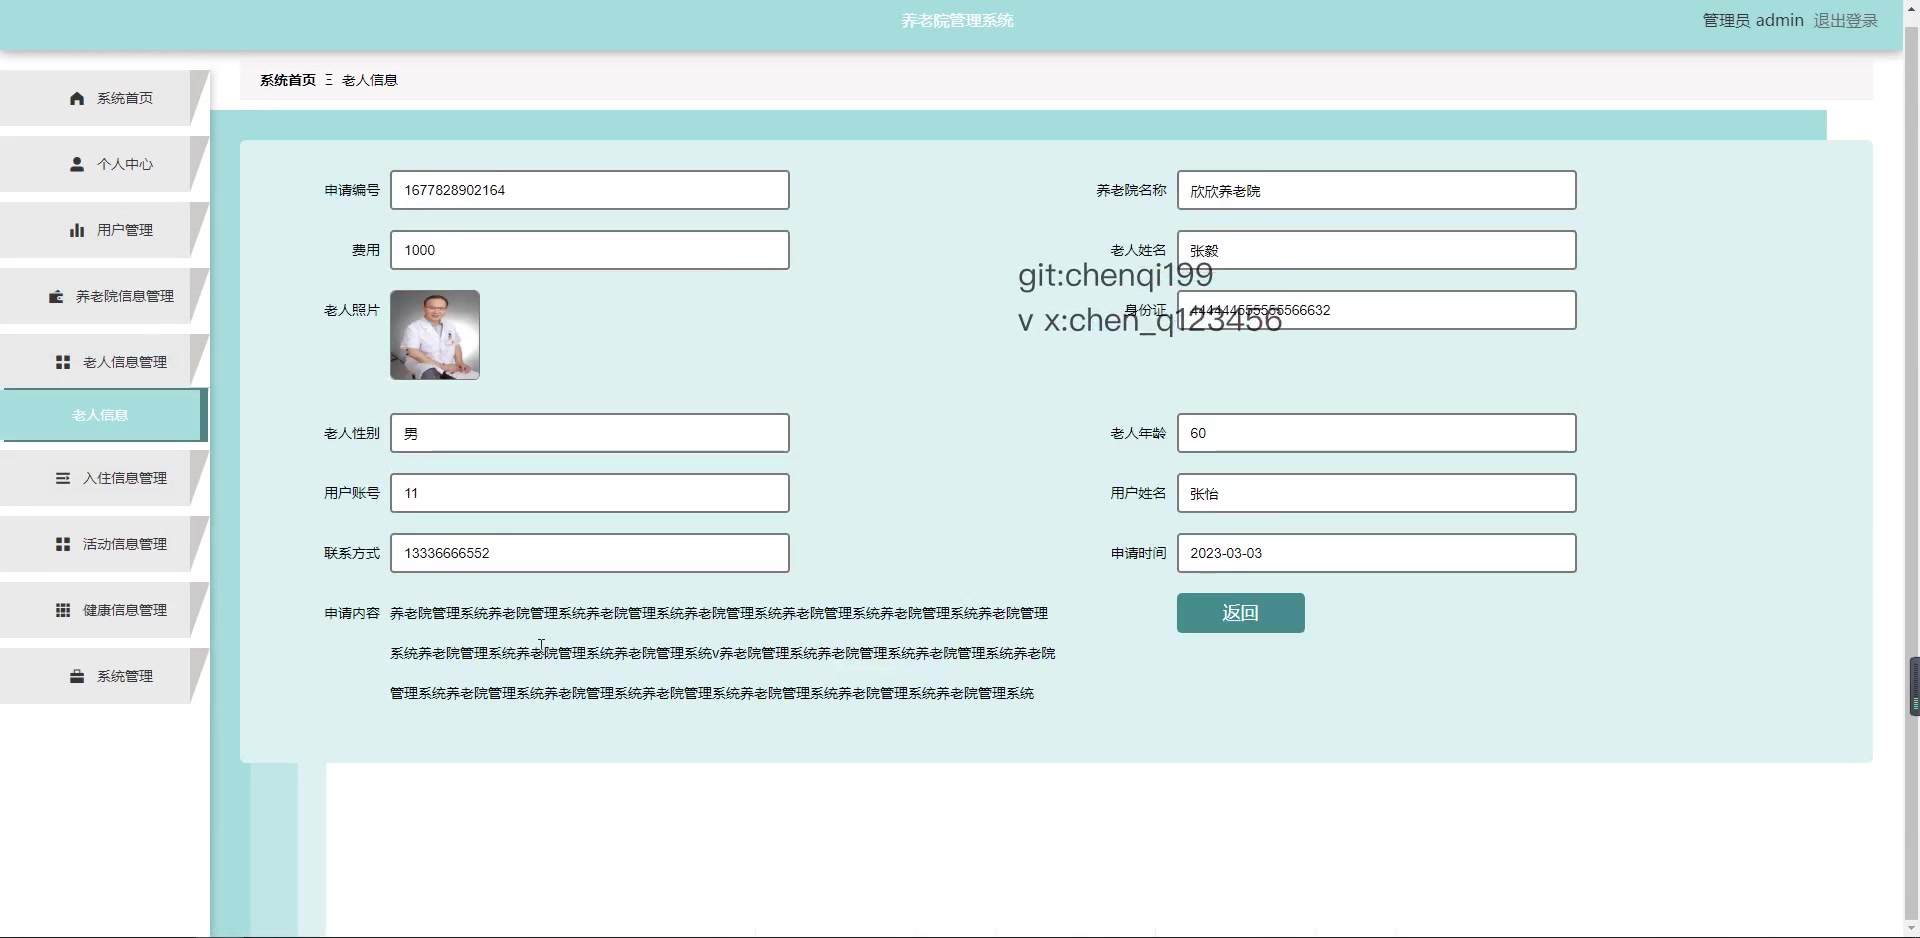 养老院管理系统
管理员 admin 退出登录
系统首页 老人信息
系统首页
个人中心
用户管理
养老院信息管理
老人信息管理
老人信息
入住信息管理
活动信息管理
健康信息管理
系统管理
申请编号 1677828902164
养老院名称 欣欣养老院
费用 1000
老人姓名 张毅
git:chenqi199
老人照片
身份证 444444555555566632
v x:chen_q123456
老人性别 男
老人年龄 60
用户账号 11
用户姓名 张怡
联系方式 13336666552
申请时间 2023-03-03
申请内容 养老院管理系统养老院管理系统养老院管理系统养老院管理系统养老院管理系统养老院管理系统养老院管理
系统养老院管理系统养老院管理系统养老院管理系统v养老院管理系统养老院管理系统养老院管理系统养老院
管理系统养老院管理系统养老院管理系统养老院管理系统养老院管理系统养老院管理系统养老院管理系统
返回